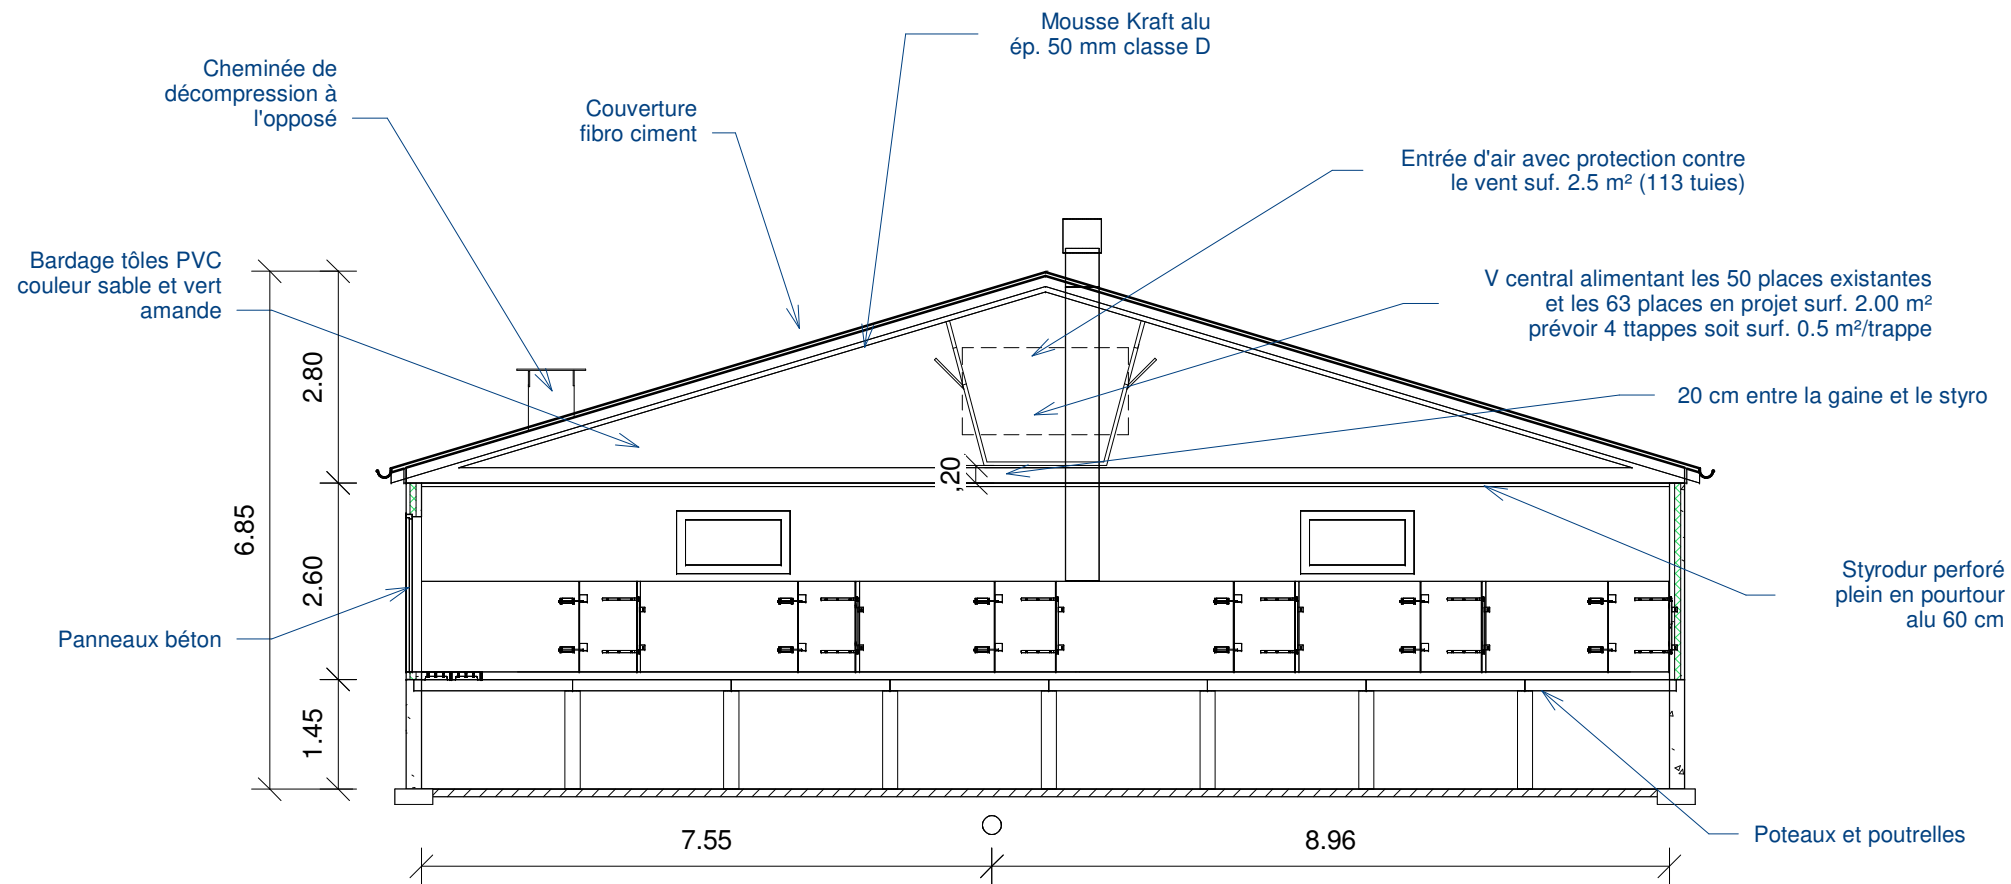 Mousse Kraft alu
ép. 50 mm classe D
Cheminée de
décompression à
l'opposé
Couverture
fibro ciment
Entrée d'air avec protection contre
le vent suf. 2.5 m² (113 tuies)
Bardage tôles PVC
couleur sable et vert
amande
V central alimentant les 50 places existantes
et les 63 places en projet surf. 2.00 m²
prévoir 4 ttappes soit surf. 0.5 m²/trappe
2.80
20 cm entre la gaine et le styro
.20
6.85
2.60
Styrodur perforé
plein en pourtour
alu 60 cm
Panneaux béton
1.45
7.55
8.96
Poteaux et poutrelles